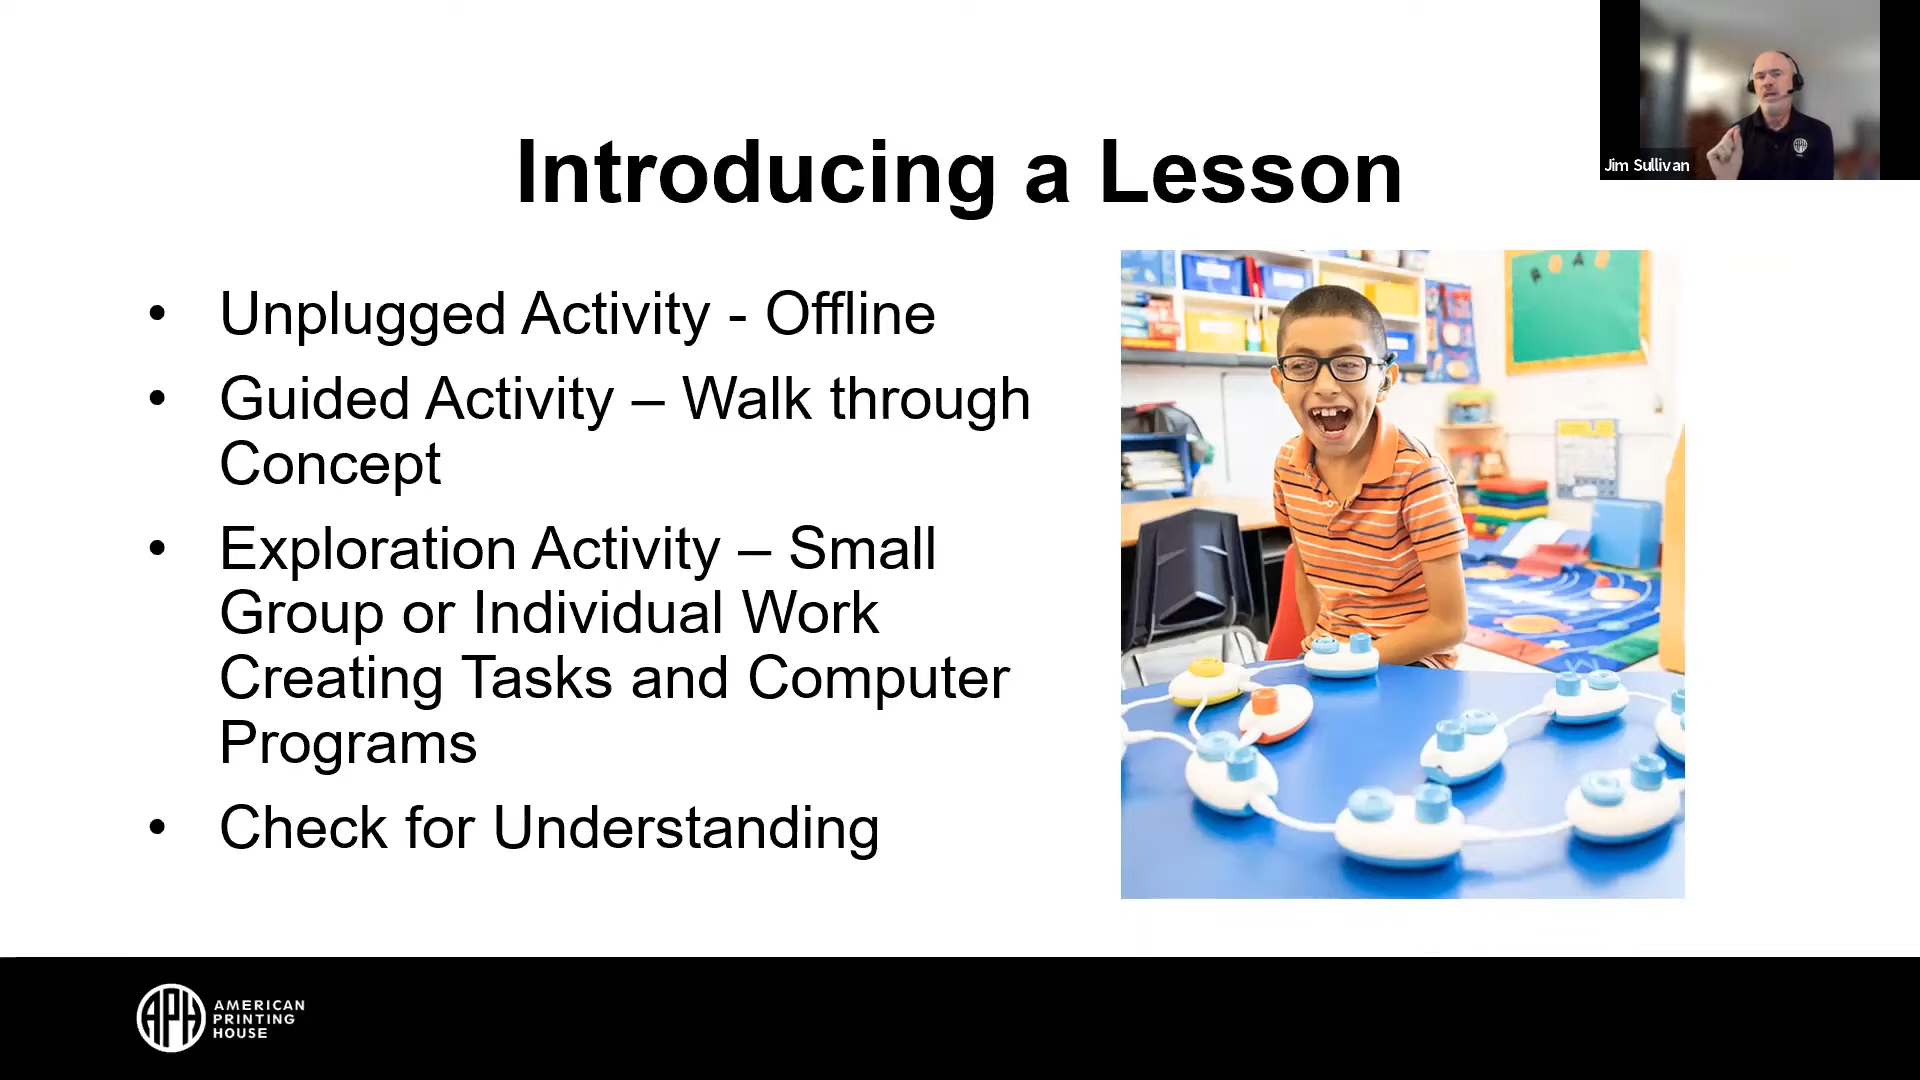 Introducing a Lesson
Jim Sullivan
• Unplugged Activity - Offline
• Guided Activity – Walk through
Concept
• Exploration Activity – Small
Group or Individual Work
Creating Tasks and Computer
Programs
• Check for Understanding
APH
AMERICAN
PRINTING
HOUSE